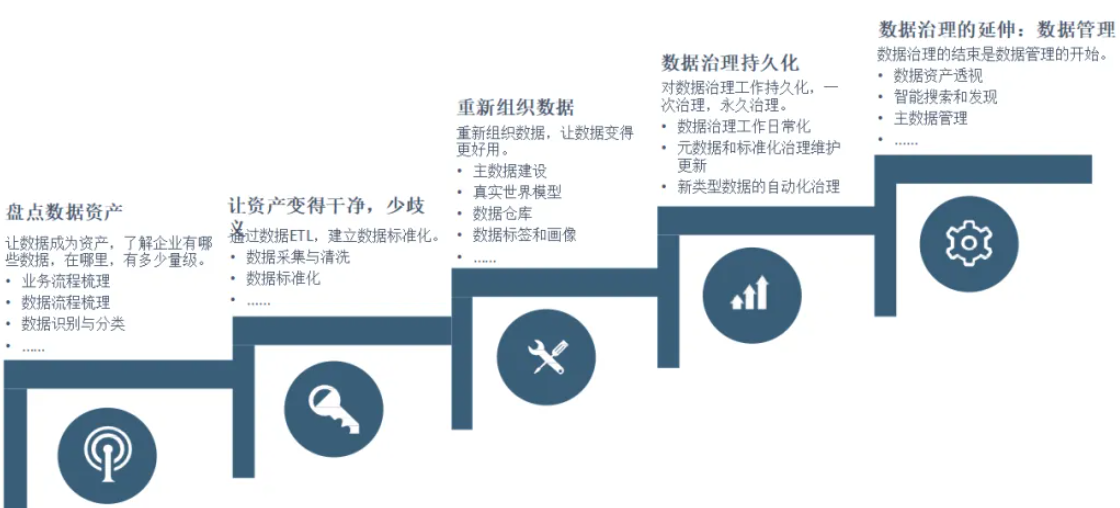 盘点数据资产
让数据成为资产，了解企业有哪
些数据，在哪里，有多少量级。
• 业务流程梳理
• 数据流程梳理
• 数据识别与分类
• ……
让资产变得干净，少歧
义
通过数据ETL，建立数据标准化。
• 数据采集与清洗
• 数据标准化
• ……
重新组织数据
重新组织数据，让数据变得
更好用。
• 主数据建设
• 真实世界模型
• 数据仓库
• 数据标签和画像
• ……
数据治理持久化
对数据治理工作持久化，一
次治理，永久治理。
• 数据治理工作日常化
• 元数据和标准化治理维护
更新
• 新类型数据的自动化治理
数据治理的延伸：数据管理
数据治理的结束是数据管理的开始。
• 数据资产透视
• 智能搜索和发现
• 主数据管理
• ……